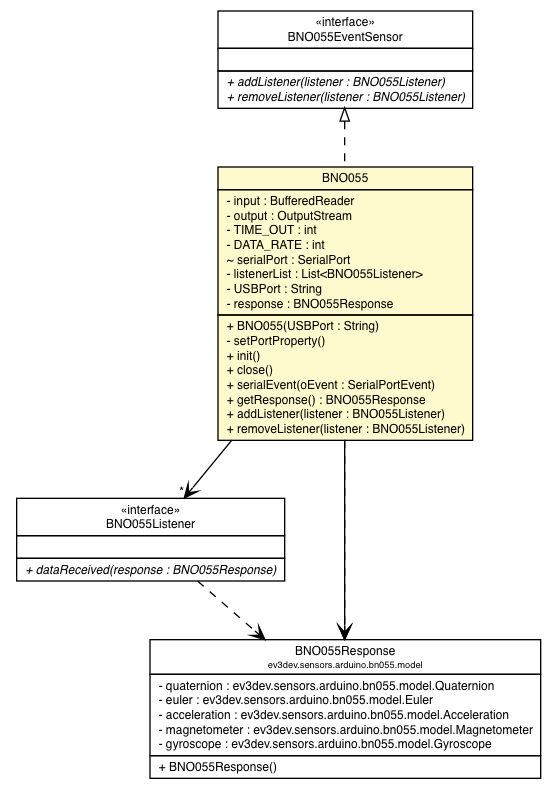 «interface»
BNO055EventSensor
+ addListener(listener : BNO055Listener)
+ removeListener(listener : BNO055Listener)
BNO055
- input : BufferedReader
- output : OutputStream
- TIME_OUT : int
- DATA_RATE : int
~ serialPort : SerialPort
- listenerList : List<BNO055Listener>
- USBPort : String
- response : BNO055Response
+ BNO055(USBPort : String)
- setPortProperty()
+ init()
+ close()
+ serialEvent(oEvent : SerialPortEvent)
+ getResponse() : BNO055Response
+ addListener(listener : BNO055Listener)
+ removeListener(listener : BNO055Listener)
*
«interface»
BNO055Listener
+ dataReceived(response : BNO055Response)
BNO055Response
ev3dev.sensors.arduino.bn055.model
- quaternion : ev3dev.sensors.arduino.bn055.model.Quaternion
- euler : ev3dev.sensors.arduino.bn055.model.Euler
- acceleration : ev3dev.sensors.arduino.bn055.model.Acceleration
- magnetometer : ev3dev.sensors.arduino.bn055.model.Magnetometer
- gyroscope : ev3dev.sensors.arduino.bn055.model.Gyroscope
+ BNO055Response()